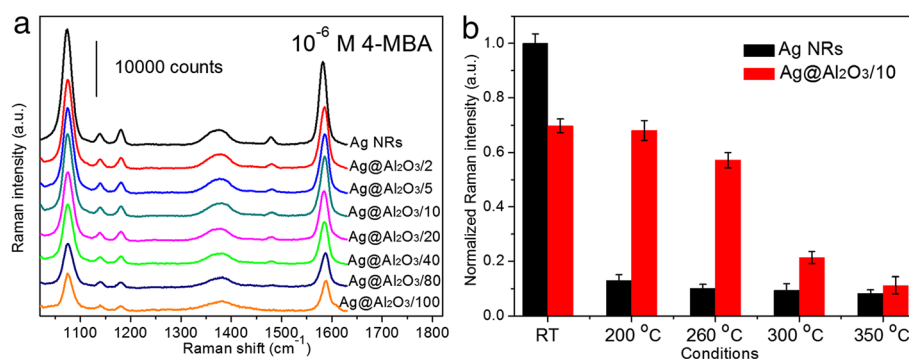 a
10⁻⁶ M 4-MBA
10000 counts
Raman intensity (a.u.)
Ag NRs
Ag@Al₂O₃/2
Ag@Al₂O₃/5
Ag@Al₂O₃/10
Ag@Al₂O₃/20
Ag@Al₂O₃/40
Ag@Al₂O₃/80
Ag@Al₂O₃/100
1100 1200 1300 1400 1500 1600 1700 1800
Raman shift (cm⁻¹)
b
Normalized Raman intensity (a.u.)
1.0
0.8
0.6
0.4
0.2
0.0
Ag NRs
Ag@Al₂O₃/10
RT 200 °C 260 °C 300 °C 350 °C
Conditions